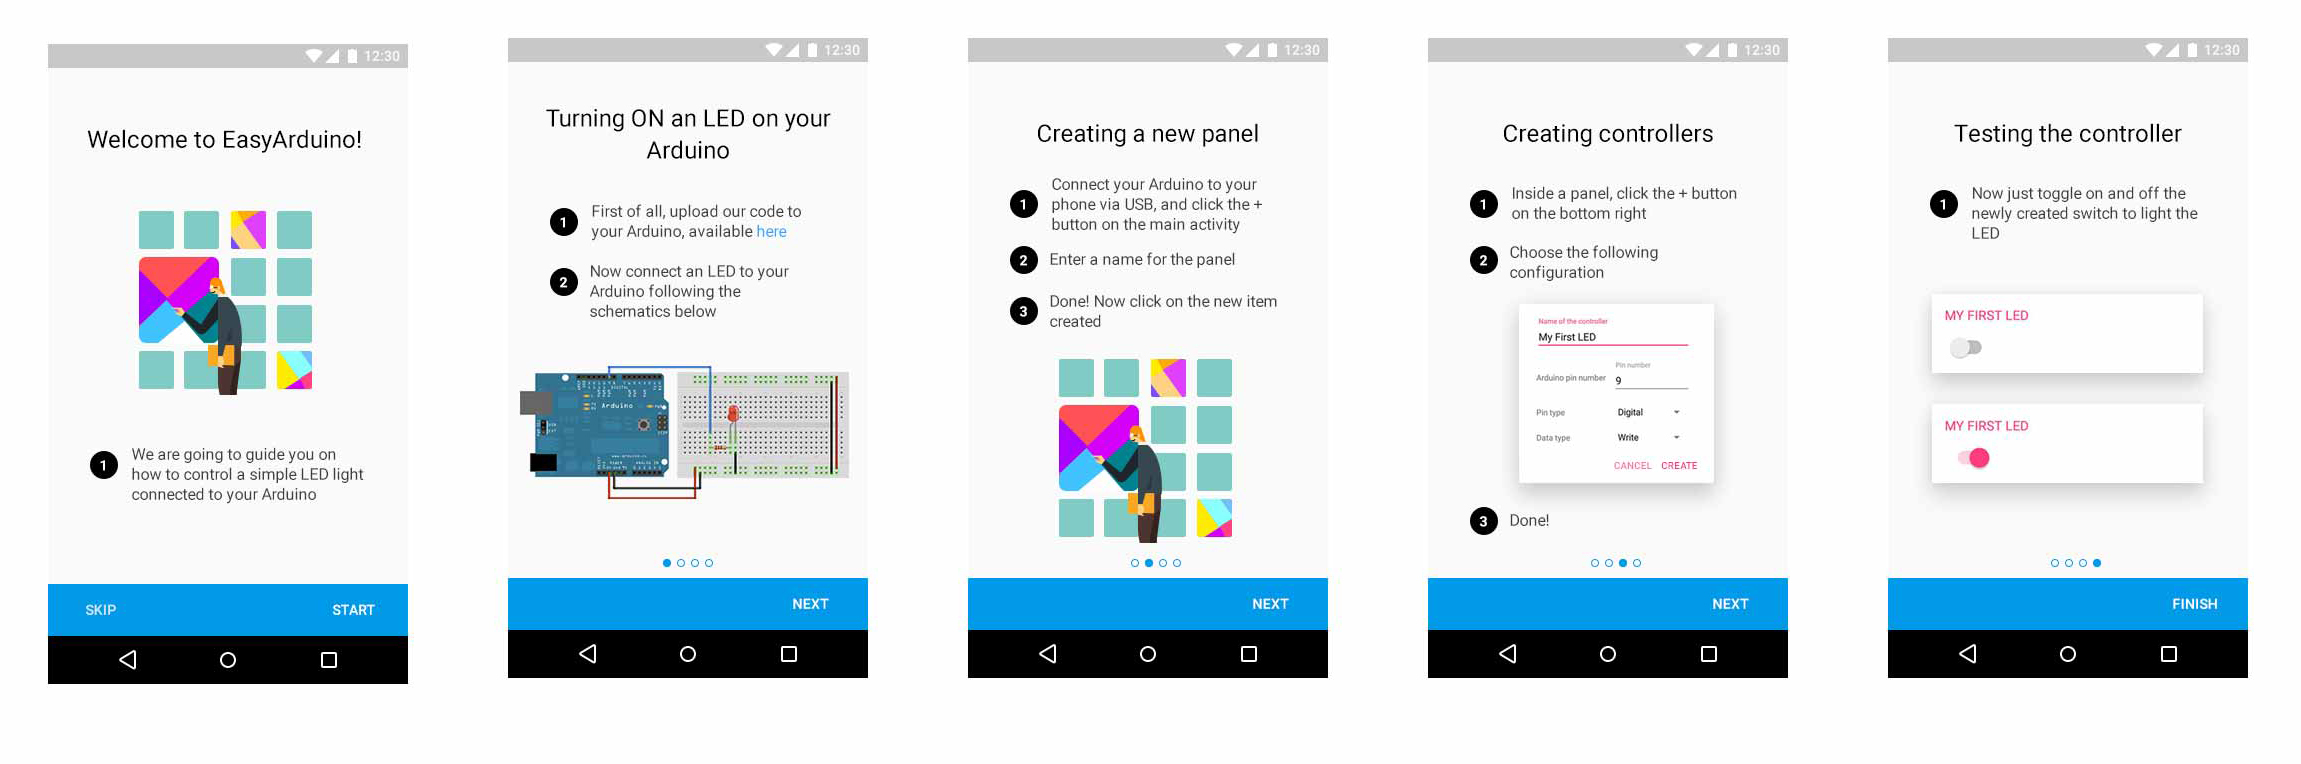 12:30
Welcome to EasyArduino!
1
We are going to guide you on
how to control a simple LED light
connected to your Arduino
SKIP
START
12:30
Turning ON an LED on your
Arduino
1
First of all, upload our code to
your Arduino, available here
2
Now connect an LED to your
Arduino following the
schematics below
Arduino
NEXT
12:30
Creating a new panel
1
Connect your Arduino to your
phone via USB, and click the +
button on the main activity
2
Enter a name for the panel
3
Done! Now click on the new item
created
NEXT
12:30
Creating controllers
1
Inside a panel, click the + button
on the bottom right
2
Choose the following
configuration
Name of the controller
My First LED
Pin number
Arduino pin number 9
Pin type Digital
Data type Write
CANCEL CREATE
3
Done!
NEXT
12:30
Testing the controller
1
Now just toggle on and off the
newly created switch to light the
LED
MY FIRST LED
MY FIRST LED
FINISH